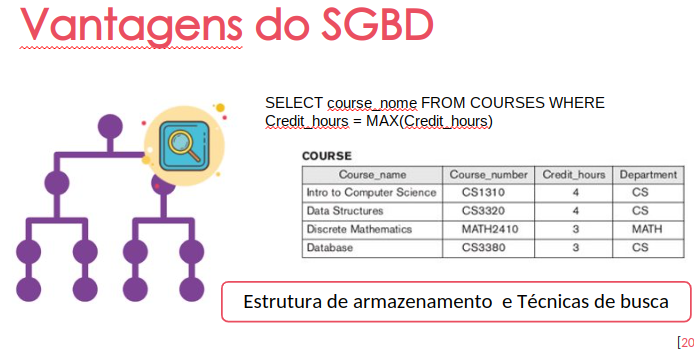 Vantagens do SGBD
SELECT course_nome FROM COURSES WHERE
Credit_hours = MAX(Credit_hours)
COURSE
Course_name Course_number Credit_hours Department
Intro to Computer Science CS1310 4 CS
Data Structures CS3320 4 CS
Discrete Mathematics MATH2410 3 MATH
Database CS3380 3 CS
Estrutura de armazenamento e Técnicas de busca
[20